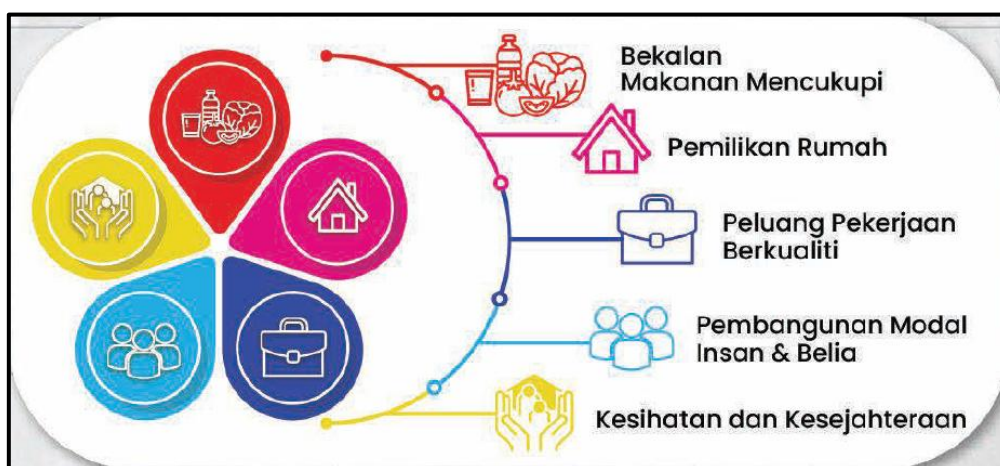 Bekalan
Makanan Mencukupi
Pemilikan Rumah
Peluang Pekerjaan
Berkualiti
Pembangunan Modal
Insan & Belia
Kesihatan dan Kesejahteraan